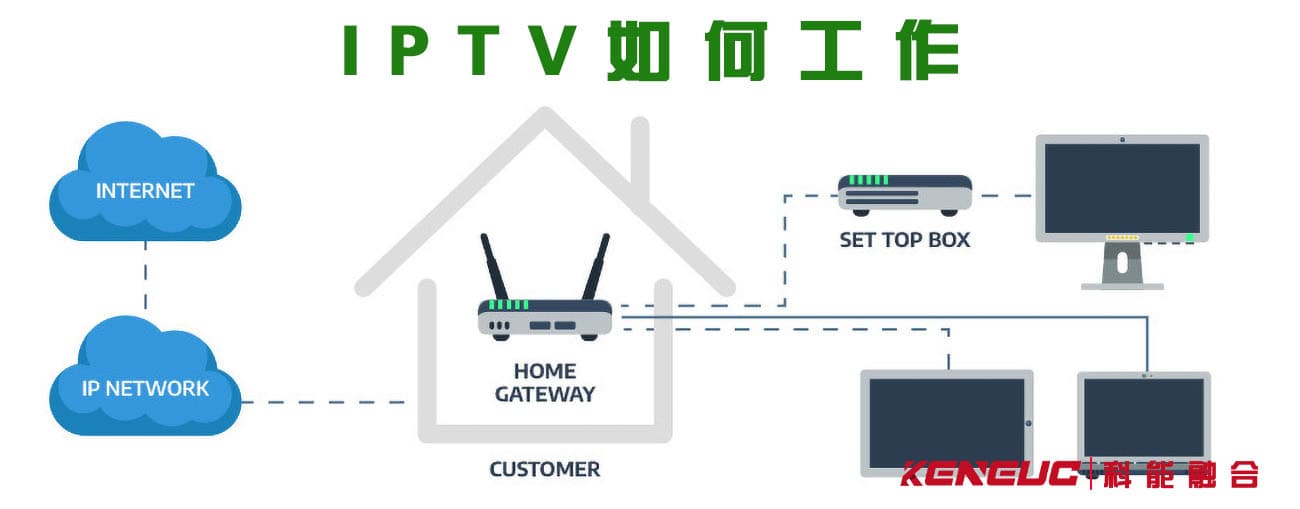 IPTV如何工作
INTERNET
IP NETWORK
HOME
GATEWAY
CUSTOMER
SET TOP BOX
KENEUC|科能融合